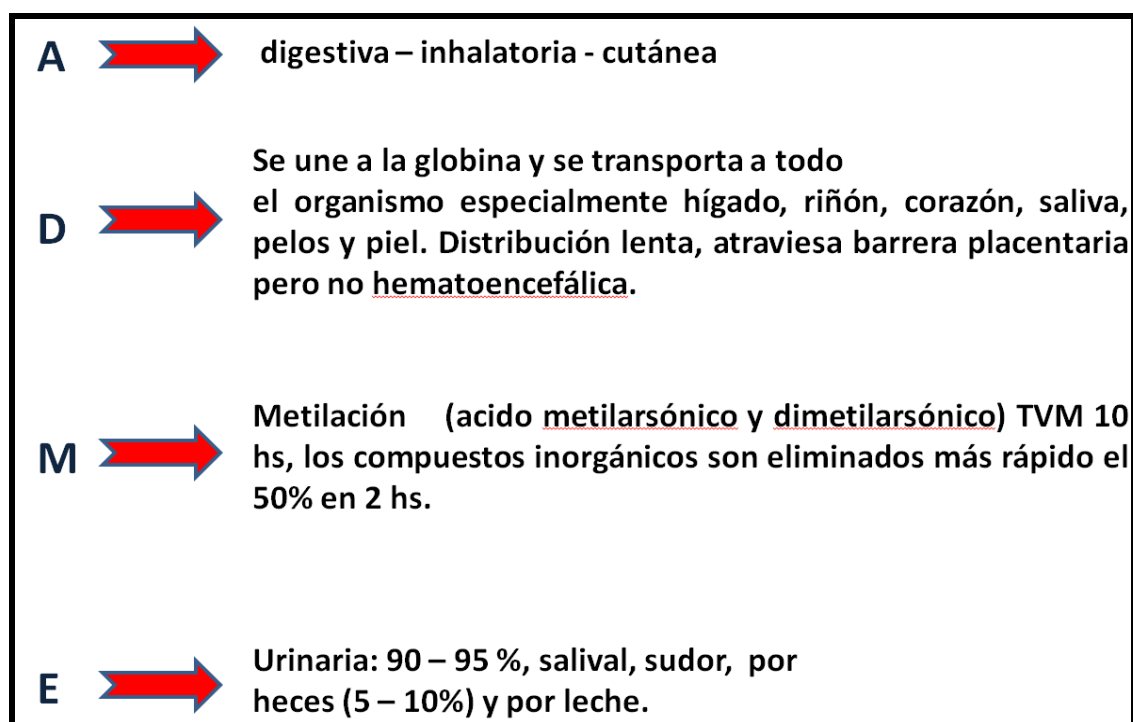 A digestiva – inhalatoria - cutánea
Se une a la globina y se transporta a todo
D el organismo especialmente hígado, riñón, corazón, saliva,
pelos y piel. Distribución lenta, atraviesa barrera placentaria
pero no hematoencefálica.
Metilación (acido metilarsónico y dimetilarsónico) TVM 10
M hs, los compuestos inorgánicos son eliminados más rápido el
50% en 2 hs.
Urinaria: 90 – 95 %, salival, sudor, por
E heces (5 – 10%) y por leche.